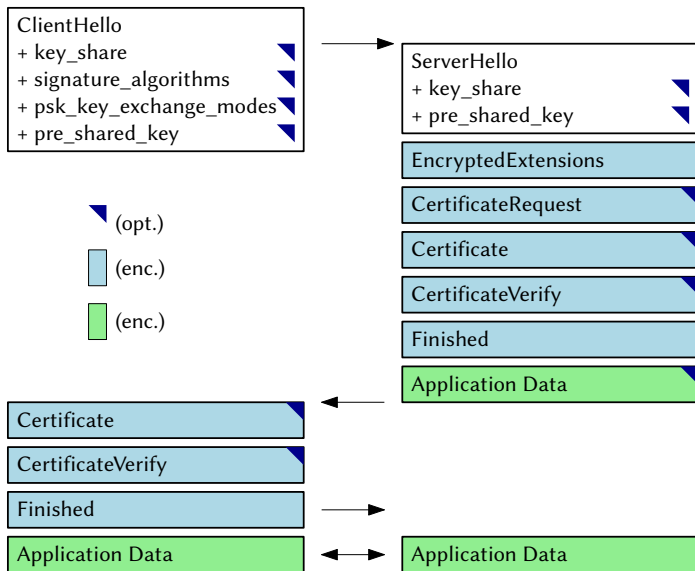 ClientHello
+ key_share
+ signature_algorithms
+ psk_key_exchange_modes
+ pre_shared_key
ServerHello
+ key_share
+ pre_shared_key
EncryptedExtensions
CertificateRequest
Certificate
CertificateVerify
Finished
Application Data
(opt.)
(enc.)
(enc.)
Certificate
CertificateVerify
Finished
Application Data
Application Data